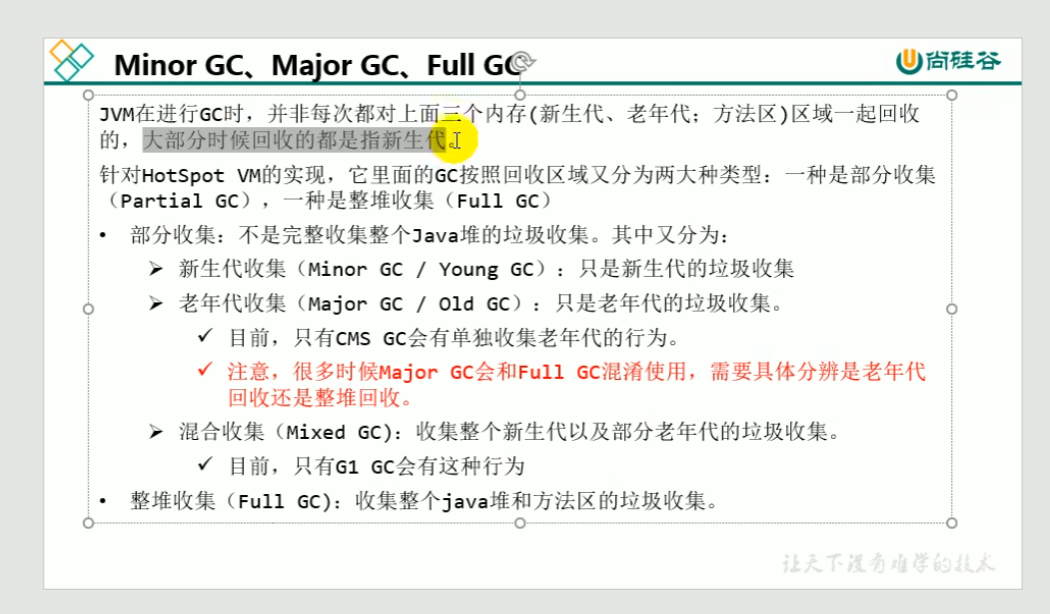 Minor GC、Major GC、Full GC
尚硅谷
JVM在进行GC时，并非每次都对上面三个内存(新生代、老年代；方法区)区域一起回收
的，大部分时候回收的都是指新生代。
针对HotSpot VM的实现，它里面的GC按照回收区域又分为两大种类型：一种是部分收集
（Partial GC），一种是整堆收集（Full GC）
• 部分收集：不是完整收集整个Java堆的垃圾收集。其中又分为：
➢ 新生代收集（Minor GC / Young GC）：只是新生代的垃圾收集
➢ 老年代收集（Major GC / Old GC）：只是老年代的垃圾收集。
✓ 目前，只有CMS GC会有单独收集老年代的行为。
✓ 注意，很多时候Major GC会和Full GC混淆使用，需要具体分辨是老年代
回收还是整堆回收。
➢ 混合收集（Mixed GC)：收集整个新生代以及部分老年代的垃圾收集。
✓ 目前，只有G1 GC会有这种行为
• 整堆收集（Full GC)：收集整个java堆和方法区的垃圾收集。
让天下没有难学的技术